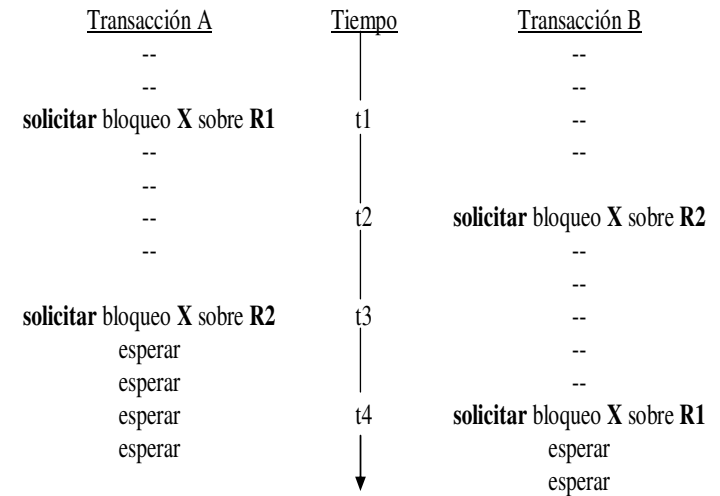 Transacción A Tiempo Transacción B
-- --
-- --
solicitar bloqueo X sobre R1 t1 --
-- --
--
-- t2 solicitar bloqueo X sobre R2
-- --
--
solicitar bloqueo X sobre R2 t3 --
esperar --
esperar --
esperar t4 solicitar bloqueo X sobre R1
esperar esperar
esperar